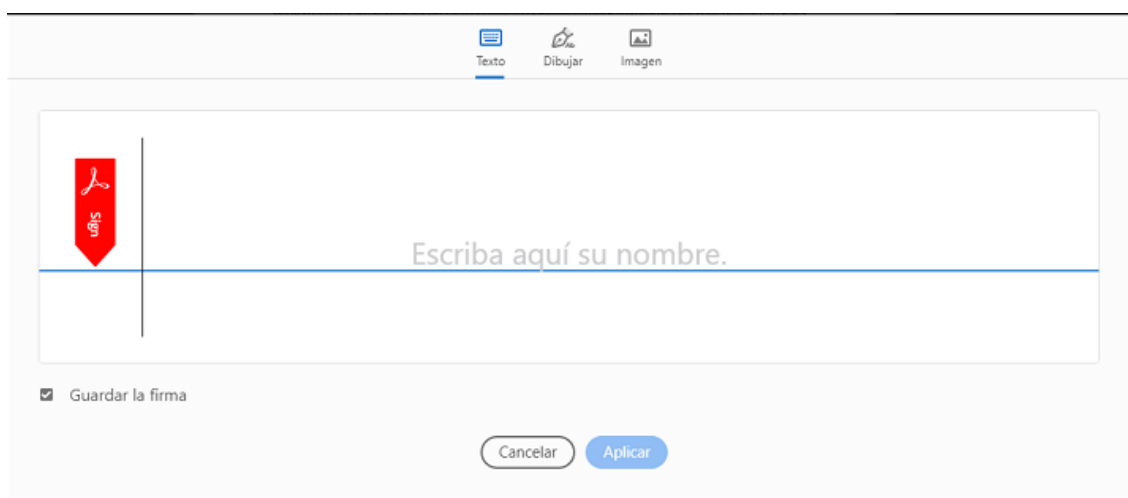 Texto Dibujar Imagen
Sign
Escriba aquí su nombre.
Guardar la firma
Cancelar Aplicar